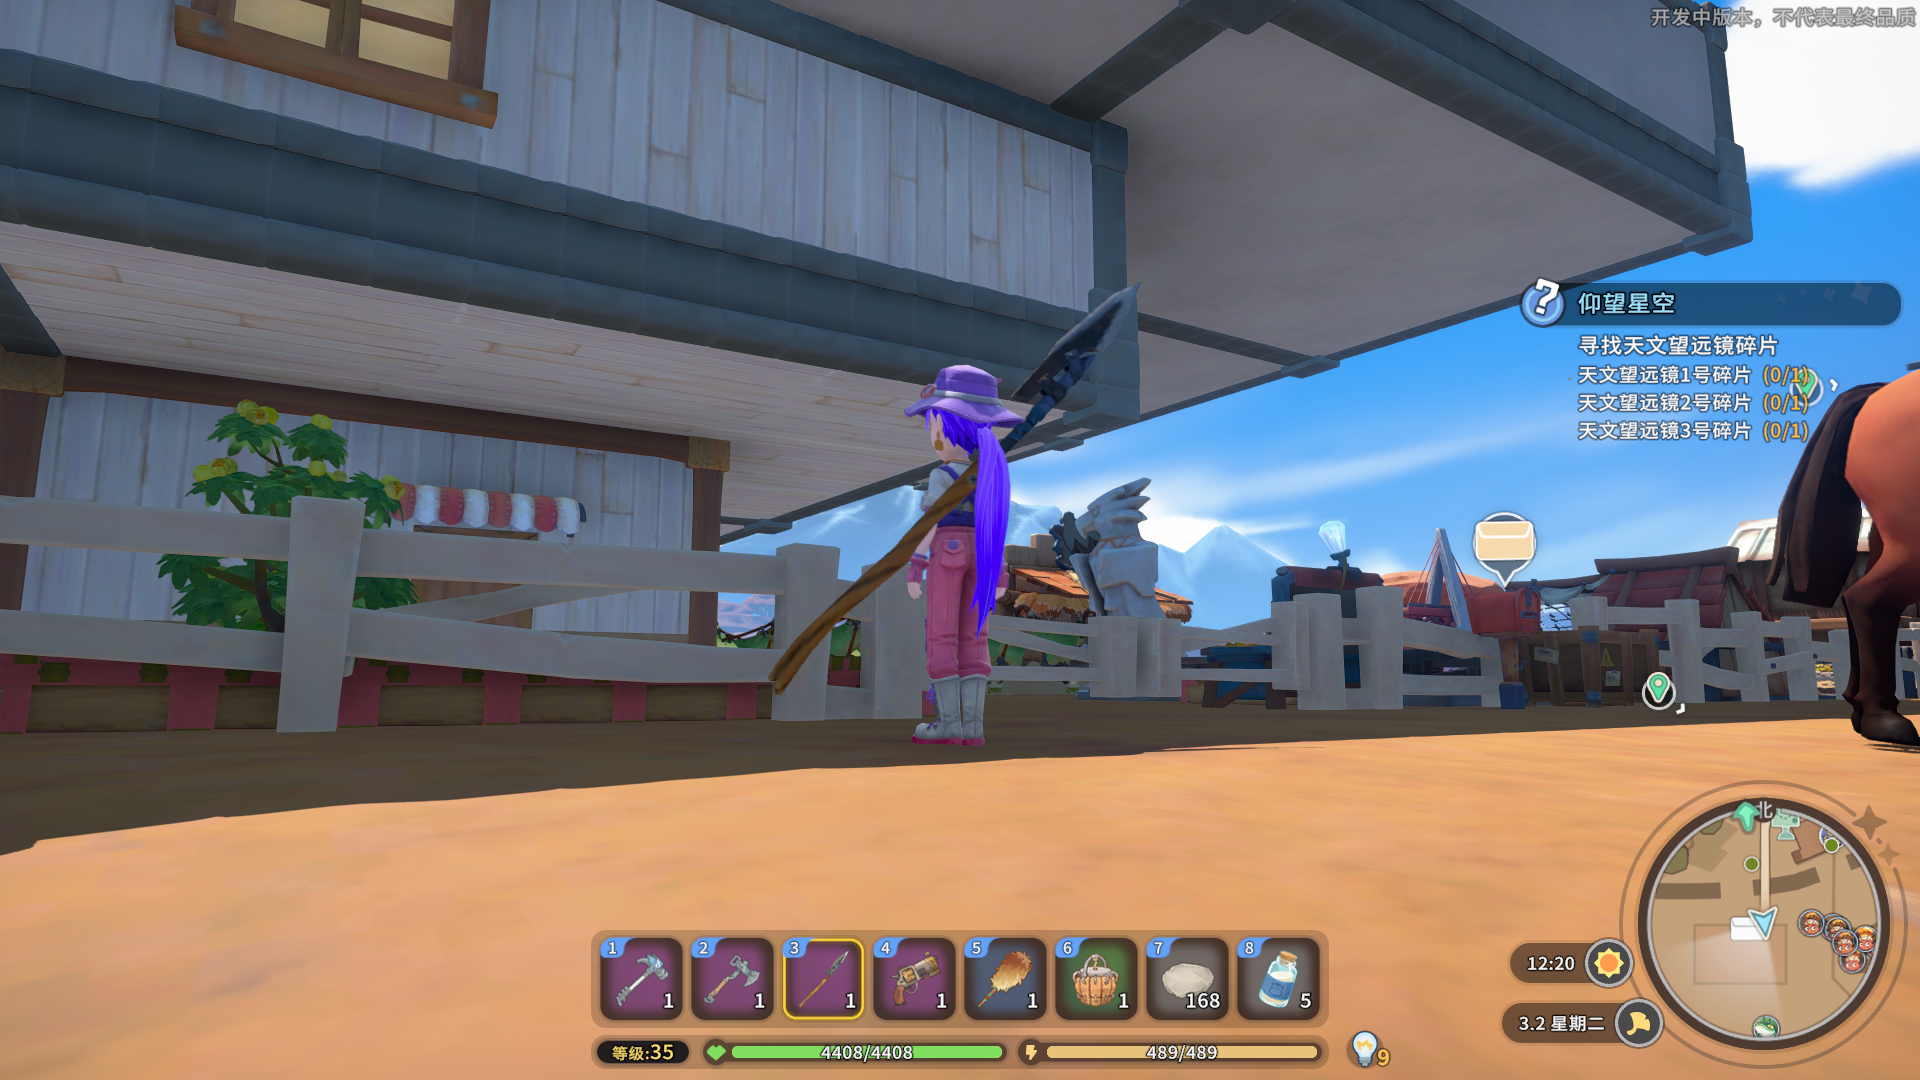 开发中版本，不代表最终品质
仰望星空
寻找天文望远镜碎片
天文望远镜1号碎片 (0/1)
天文望远镜2号碎片 (0/1)
天文望远镜3号碎片 (0/1)
北
12:20
3.2 星期二
1 2 3 4 5 6 7 8
1 1 1 1 1 1 168 5
等级:35 4408/4408 489/489 9